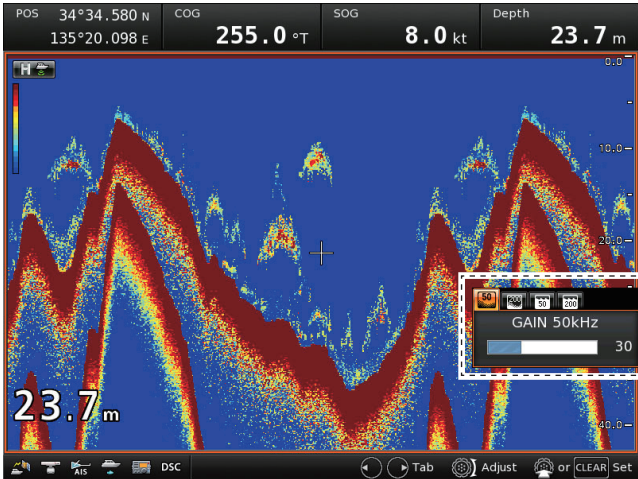 POS 34°34.580 N COG SOG Depth
135°20.098 E 255.0 °T 8.0 kt 23.7 m
H
0.0
10.0
20.0
50 200 50 200
GAIN 50kHz
30
23.7m
40.0
AIS DSC Tab Adjust or CLEAR Set